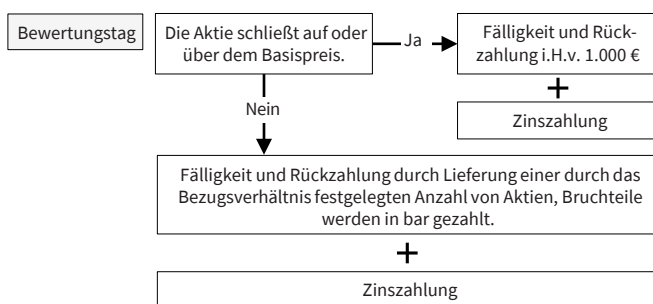 Bewertungstag
Die Aktie schließt auf oder
über dem Basispreis.
Ja
Fälligkeit und Rück-
zahlung i.H.v. 1.000 €
+
Zinszahlung
Nein
Fälligkeit und Rückzahlung durch Lieferung einer durch das
Bezugsverhältnis festgelegten Anzahl von Aktien, Bruchteile
werden in bar gezahlt.
+
Zinszahlung